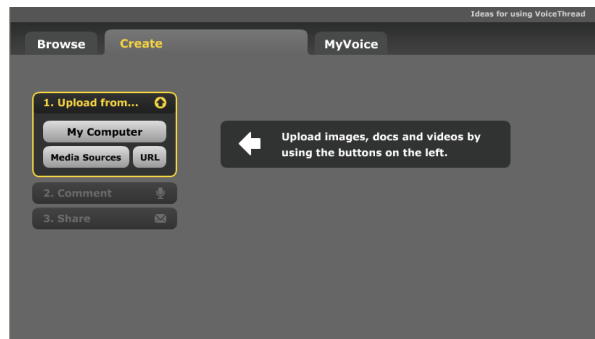 Ideas for using VoiceThread
Browse
Create
MyVoice
1. Upload from...
My Computer
Media Sources
URL
Upload images, docs and videos by
using the buttons on the left.
2. Comment
3. Share